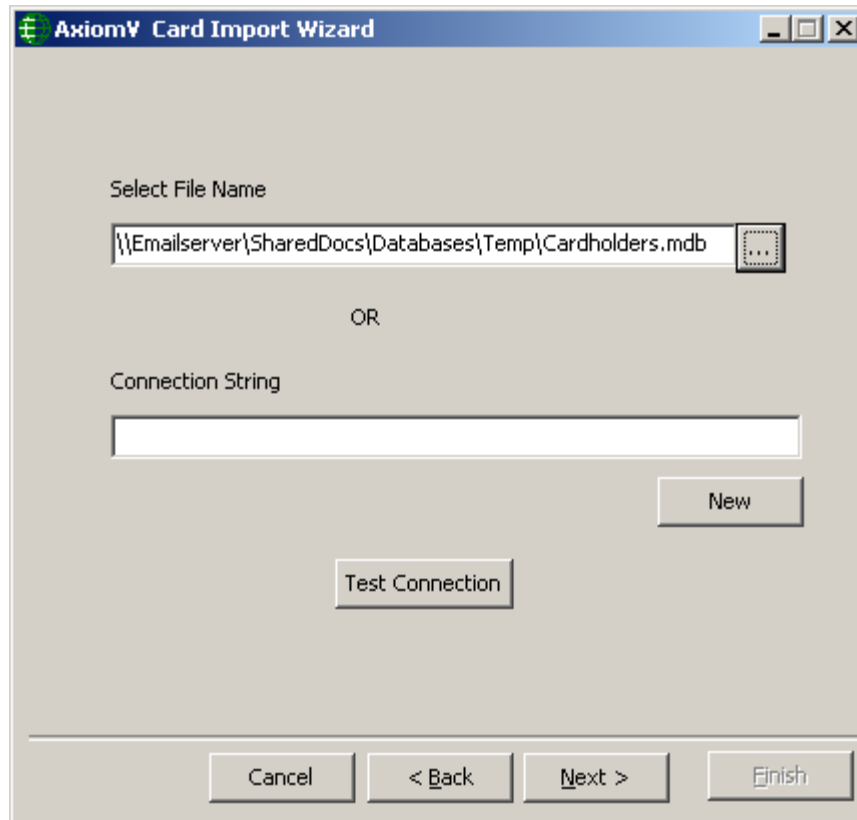 AxiomV Card Import Wizard
Select File Name
\\Emailserver\SharedDocs\Databases\Temp\Cardholders.mdb ...
OR
Connection String
New
Test Connection
Cancel < Back Next > Finish